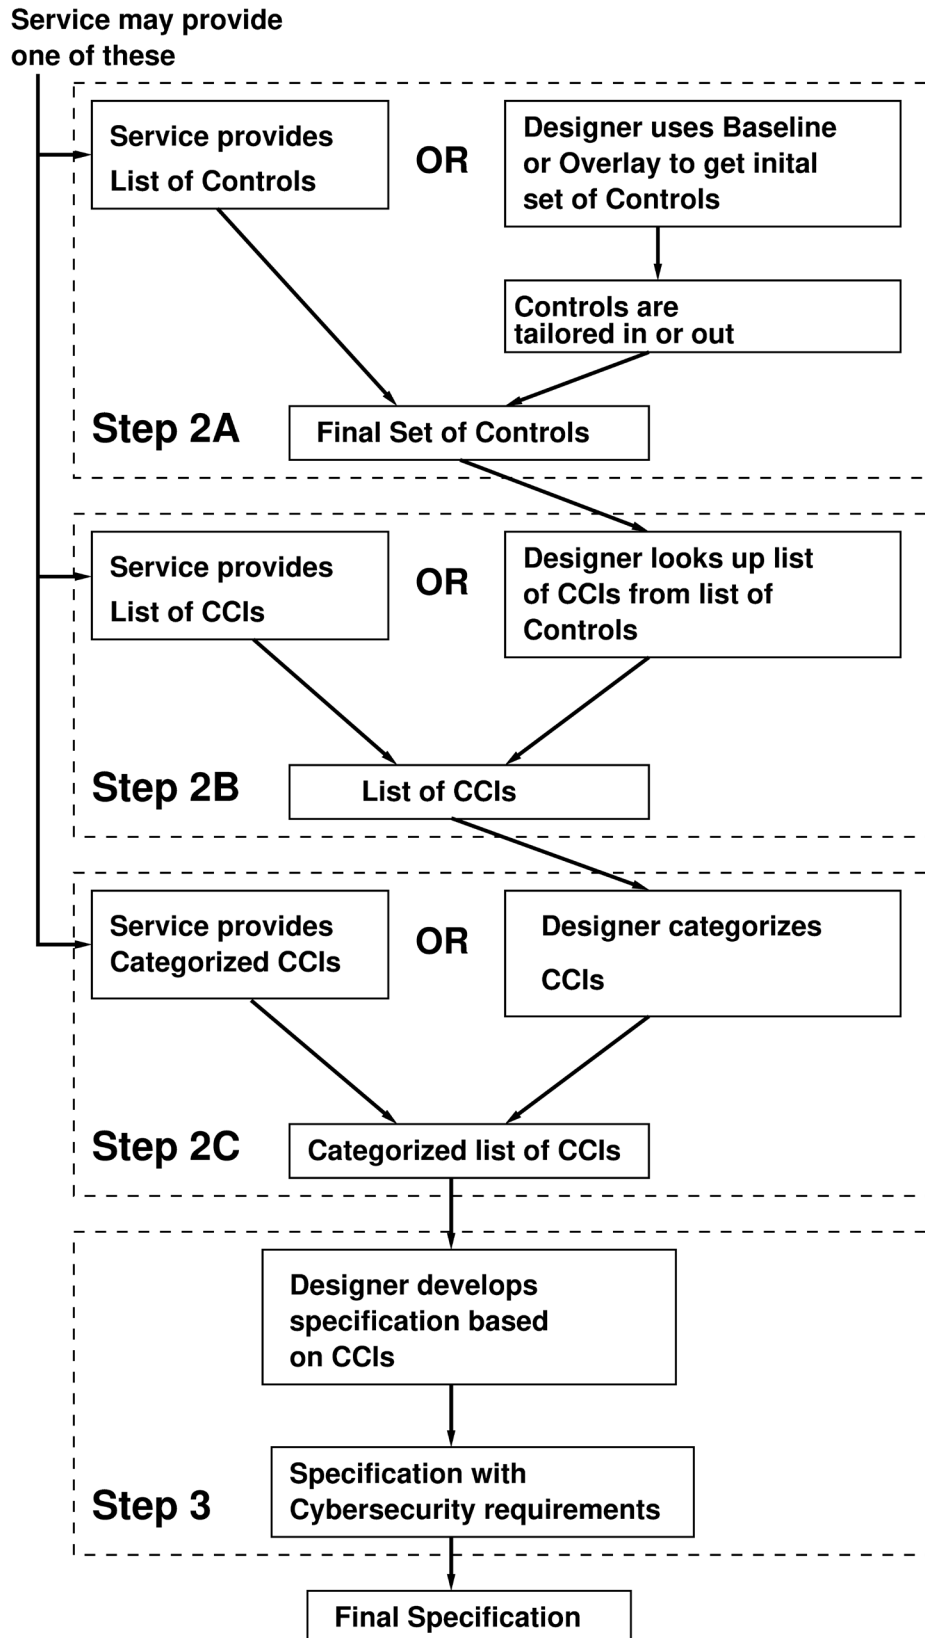 Service may provide
one of these
Service provides
List of Controls
OR
Designer uses Baseline
or Overlay to get inital
set of Controls
Controls are
tailored in or out
Step 2A
Final Set of Controls
Service provides
List of CCIs
OR
Designer looks up list
of CCIs from list of
Controls
Step 2B
List of CCIs
Service provides
Categorized CCIs
OR
Designer categorizes
CCIs
Step 2C
Categorized list of CCIs
Designer develops
specification based
on CCIs
Specification with
Cybersecurity requirements
Step 3
Final Specification